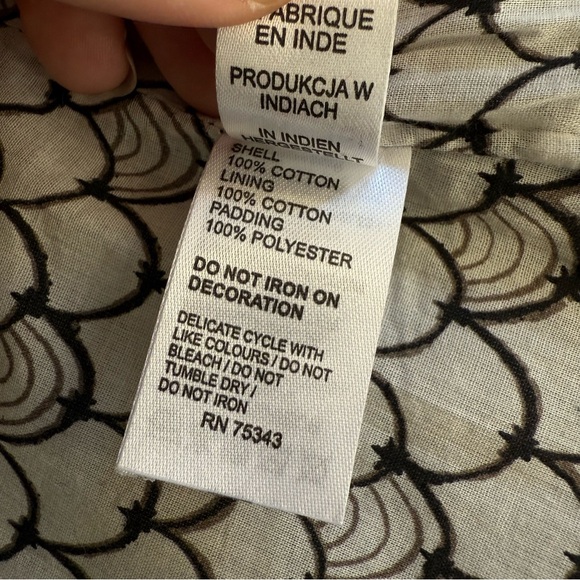 FABRIQUE
EN INDE
PRODUKCJA W
INDIACH
IN INDIEN
HERGESTELLT
SHELL
100% COTTON
LINING
100% COTTON
PADDING
100% POLYESTER
DO NOT IRON ON
DECORATION
DELICATE CYCLE WITH
LIKE COLOURS / DO NOT
BLEACH / DO NOT
TUMBLE DRY /
DO NOT IRON
RN 75343